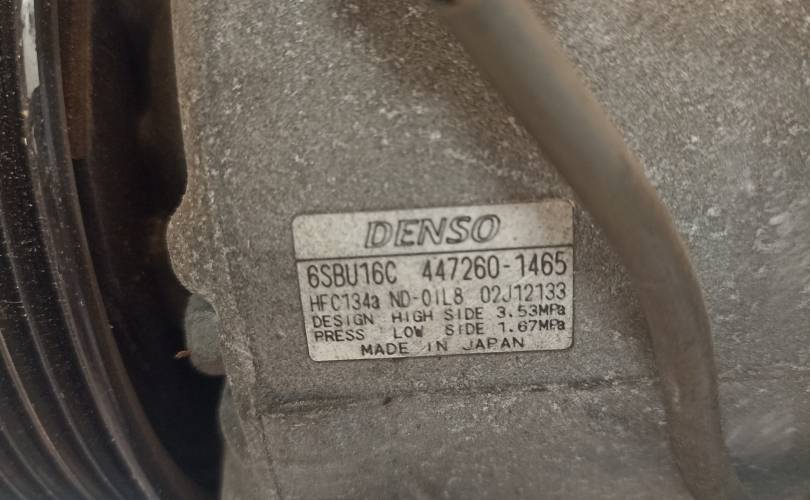 DENSO
6SBU16C 447260-1465
HFC134a ND-OIL8 02J12133
DESIGN HIGH SIDE 3.53MPa
PRESS LOW SIDE 1.67MPa
MADE IN JAPAN